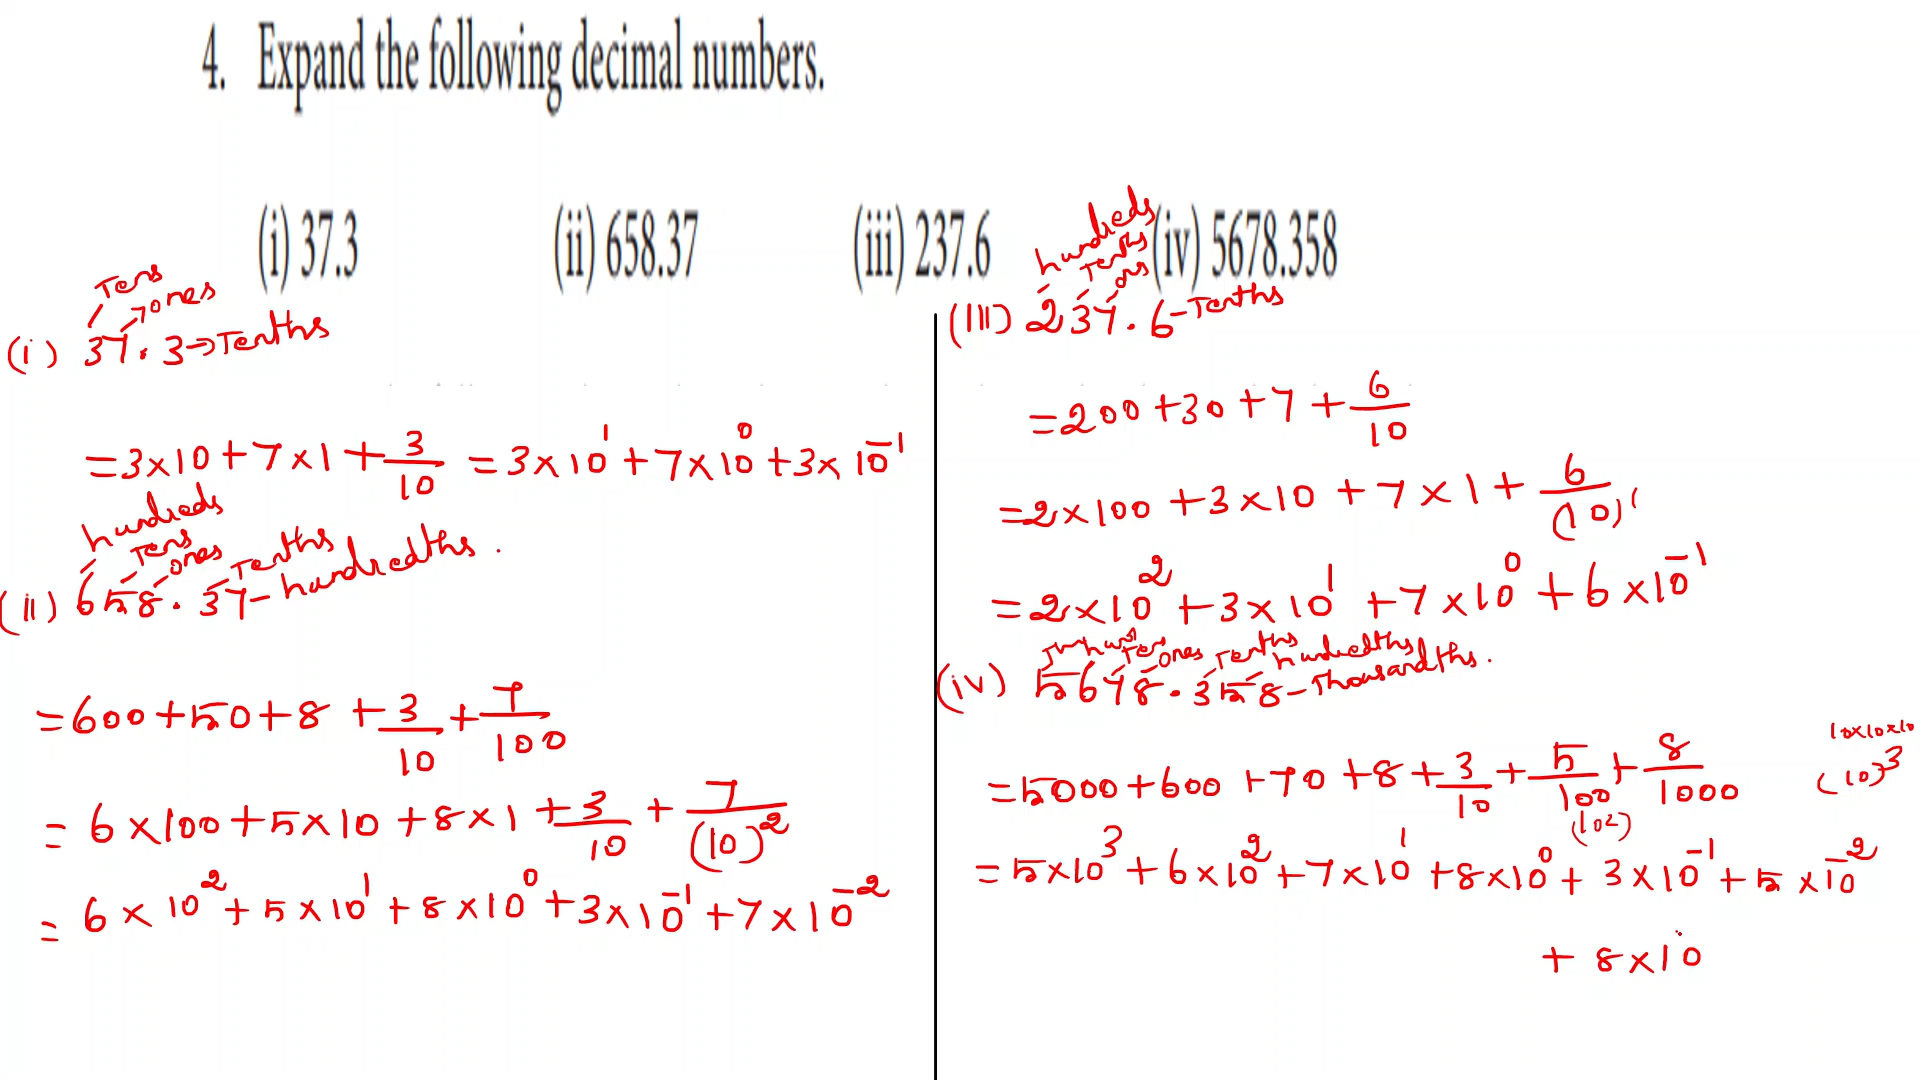 4. Expand the following decimal numbers.
(i) 37.3 (ii) 658.37 (iii) 237.6 (iv) 5678.358
Tens
ones
(i) 37.3→Tenths
=3×10+7×1+3/10 =3×10¹+7×10⁰+3×10⁻¹
hundreds
Tens
ones
Tenths
(ii) 658.37-hundredths.
=600+50+8+3/10+7/100
=6×100+5×10+8×1+3/10+7/(10)²
=6×10²+5×10¹+8×10⁰+3×10⁻¹+7×10⁻²
hundreds
ones
(iii) 237.6-Tenths
=200+30+7+6/10
=2×100+3×10+7×1+6/(10)¹
=2×10²+3×10¹+7×10⁰+6×10⁻¹
Ten ones Tenths hundredths
(iv) 5678.358-Thousandths.
=5000+600+70+8+3/10+5/100+8/1000
(10²)
10×10×10
(10)³
=5×10³+6×10²+7×10¹+8×10⁰+3×10⁻¹+5×10⁻²
+8×10